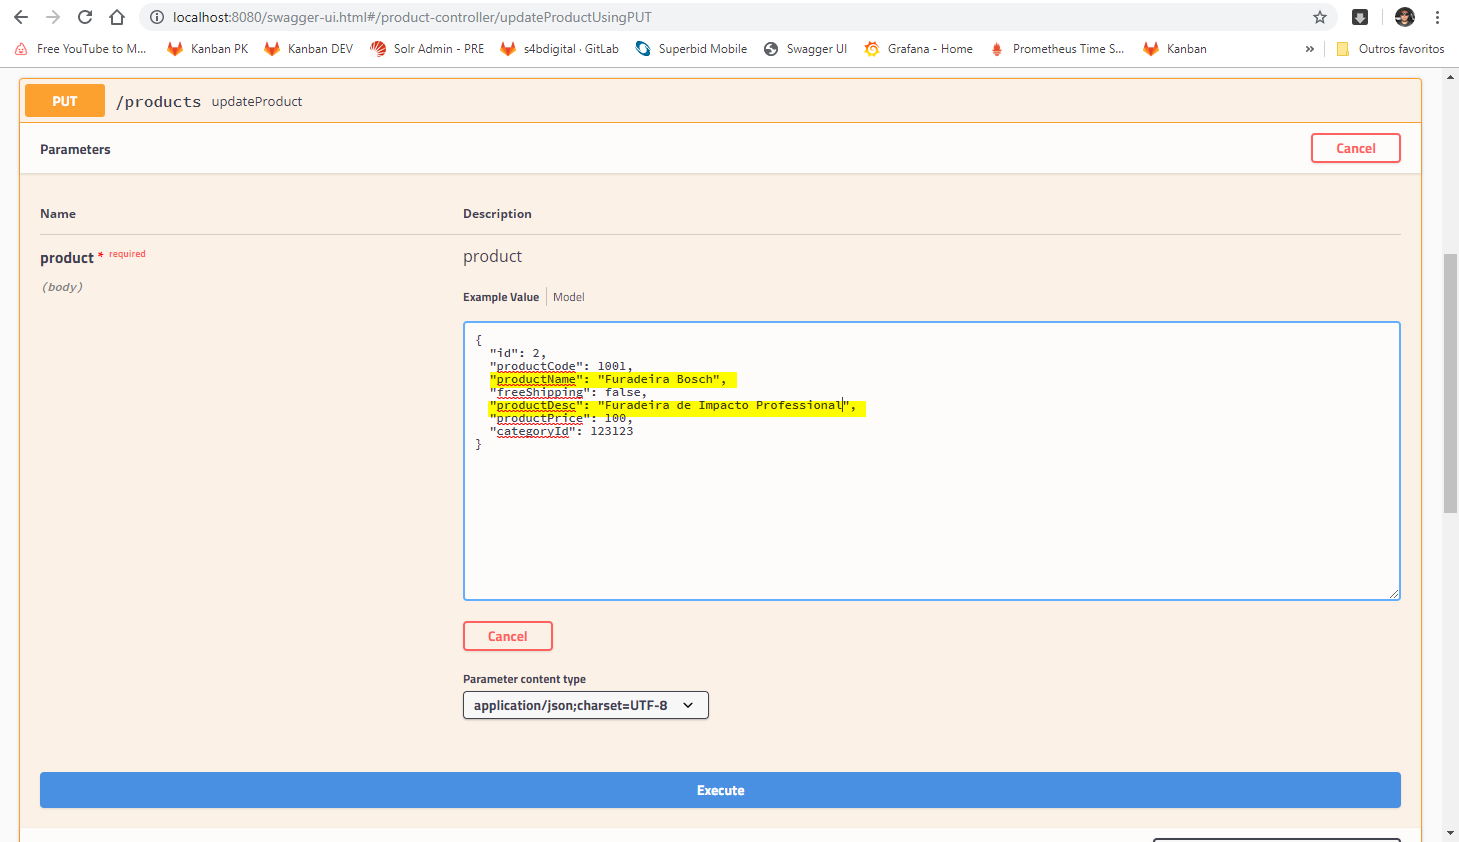 localhost:8080/swagger-ui.html#/product-controller/updateProductUsingPUT
Free YouTube to M... Kanban PK Kanban DEV Solr Admin - PRE s4bdigital · GitLab Superbid Mobile Swagger UI Grafana - Home Prometheus Time S... Kanban » Outros favoritos
PUT /products updateProduct
Parameters Cancel
Name Description
product * required product
(body)
Example Value Model
{
"id": 2,
"productCode": 1001,
"productName": "Furadeira Bosch",
"freeShipping": false,
"productDesc": "Furadeira de Impacto Professional",
"productPrice": 100,
"categoryId": 123123
}
Cancel
Parameter content type
application/json;charset=UTF-8
Execute